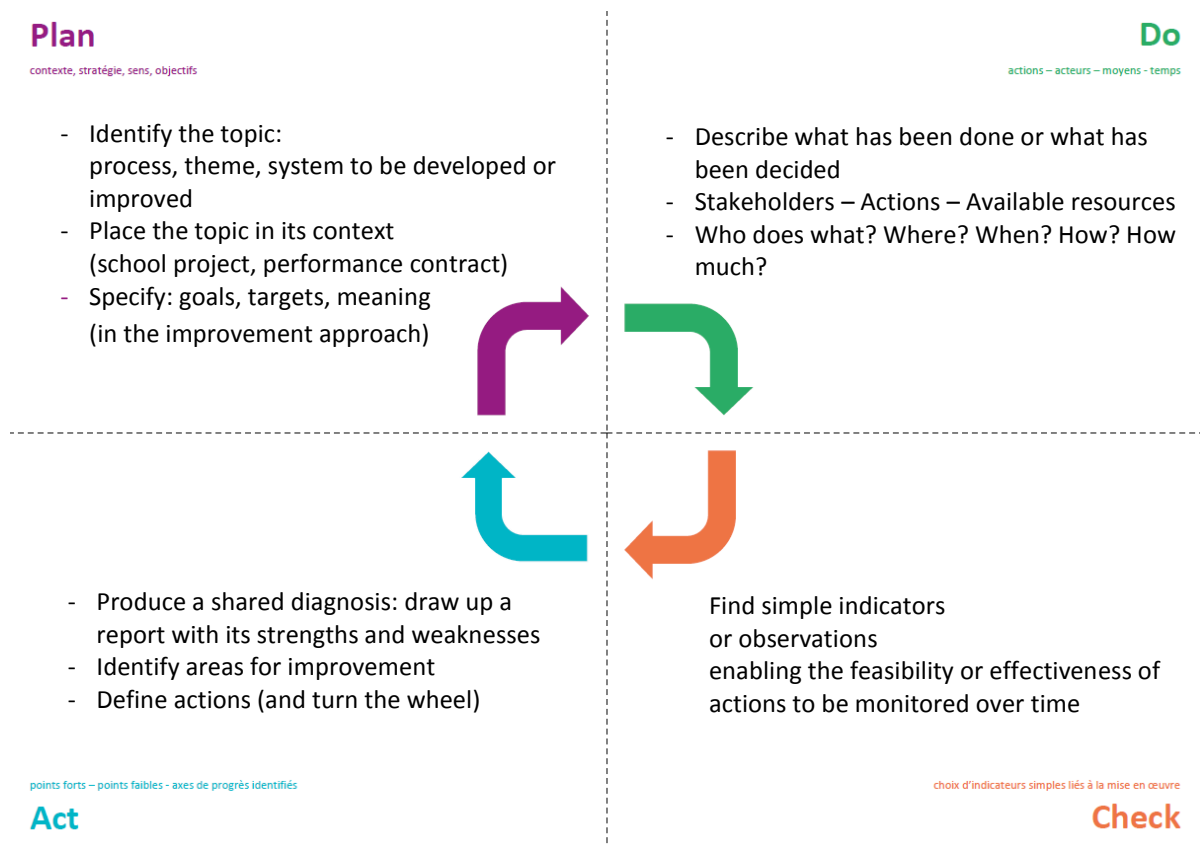 Plan
contexte, stratégie, sens, objectifs
- Identify the topic:
process, theme, system to be developed or
improved
- Place the topic in its context
(school project, performance contract)
- Specify: goals, targets, meaning
(in the improvement approach)
Do
actions – acteurs – moyens - temps
- Describe what has been done or what has
been decided
- Stakeholders – Actions – Available resources
- Who does what? Where? When? How? How
much?
- Produce a shared diagnosis: draw up a
report with its strengths and weaknesses
- Identify areas for improvement
- Define actions (and turn the wheel)
points forts – points faibles - axes de progrès identifiés
Act
Find simple indicators
or observations
enabling the feasibility or effectiveness of
actions to be monitored over time
choix d'indicateurs simples liés à la mise en œuvre
Check